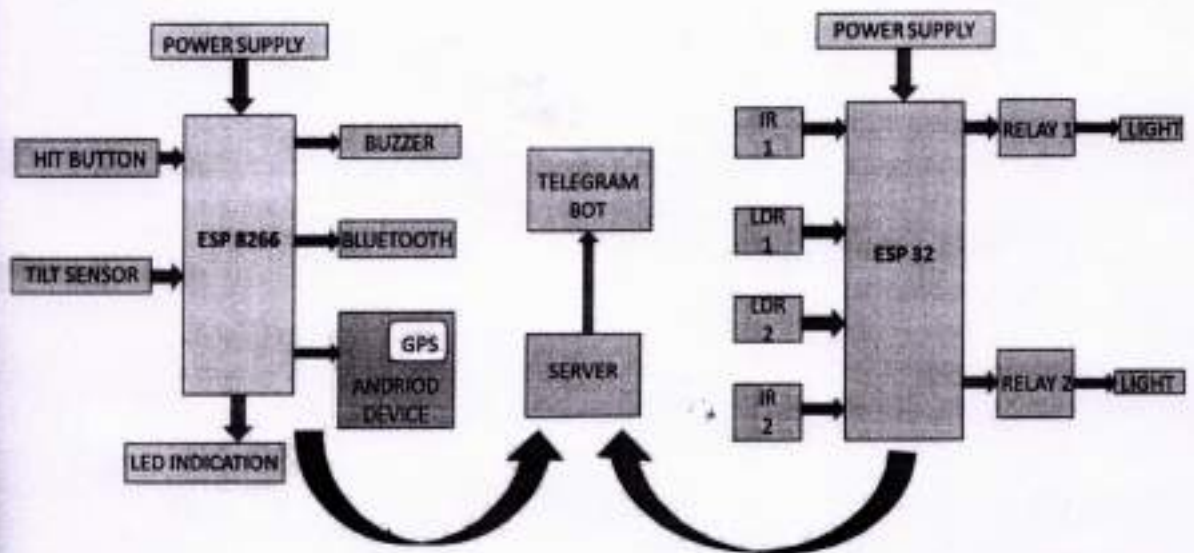 POWER SUPPLY
HIT BUTTON
TILT SENSOR
ESP 8266
BUZZER
BLUETOOTH
GPS
ANDRIOD
DEVICE
LED INDICATION
TELEGRAM
BOT
SERVER
POWER SUPPLY
IR
1
LDR
1
LDR
2
IR
2
ESP 32
RELAY 1
LIGHT
RELAY 2
LIGHT